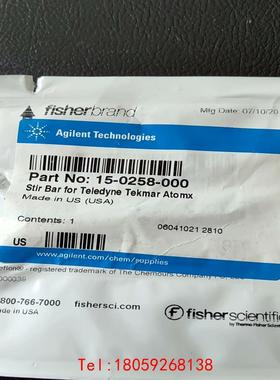 fisherbrand
Mfg Date: 07/10/20
Agilent Technologies
Part No: 15-0258-000
Stir Bar for Teledyne Tekmar Atomx
Made in US (USA)
Contents: 1
06041021 2810
US
www.agilent.com/chem/supplies
registered trademark of The Chemours Company
800-766-7000
fishersci.com
Made in USA
fisher scientific
by Thermo Fisher Scientific
Tel:18059268138